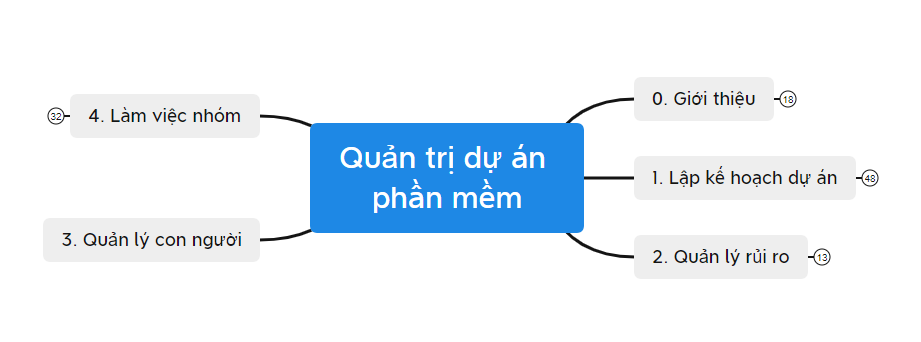 Quản trị dự án
phần mềm
0. Giới thiệu
18
1. Lập kế hoạch dự án
48
2. Quản lý rủi ro
13
3. Quản lý con người
4. Làm việc nhóm
32